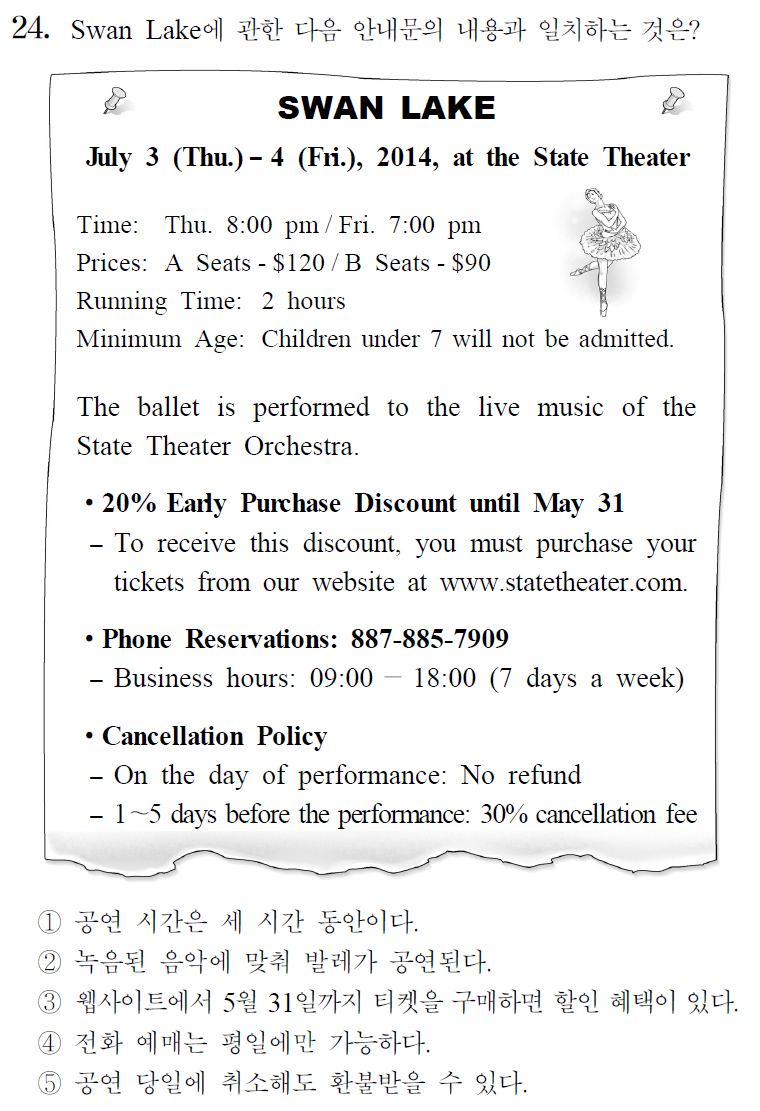 24. Swan Lake에 관한 다음 안내문의 내용과 일치하는 것은?
SWAN LAKE
July 3 (Thu.) – 4 (Fri.), 2014, at the State Theater
Time: Thu. 8:00 pm / Fri. 7:00 pm
Prices: A Seats - $120 / B Seats - $90
Running Time: 2 hours
Minimum Age: Children under 7 will not be admitted.
The ballet is performed to the live music of the
State Theater Orchestra.
• 20% Early Purchase Discount until May 31
– To receive this discount, you must purchase your
tickets from our website at www.statetheater.com.
• Phone Reservations: 887-885-7909
– Business hours: 09:00 – 18:00 (7 days a week)
• Cancellation Policy
– On the day of performance: No refund
– 1~5 days before the performance: 30% cancellation fee
① 공연 시간은 세 시간 동안이다.
② 녹음된 음악에 맞춰 발레가 공연된다.
③ 웹사이트에서 5월 31일까지 티켓을 구매하면 할인 혜택이 있다.
④ 전화 예매는 평일에만 가능하다.
⑤ 공연 당일에 취소해도 환불받을 수 있다.